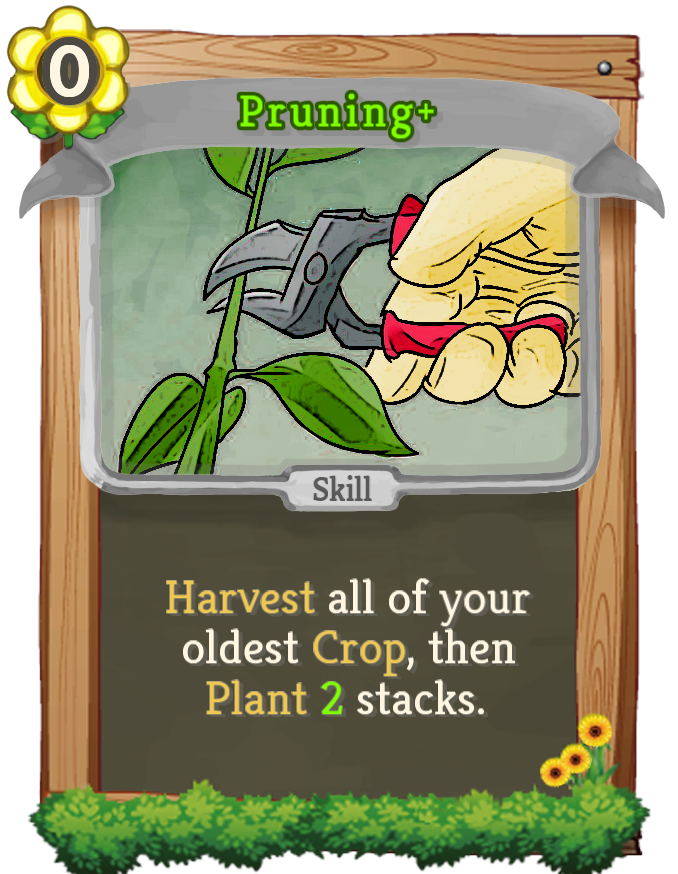 0
Pruning+
Skill
Harvest all of your
oldest Crop, then
Plant 2 stacks.